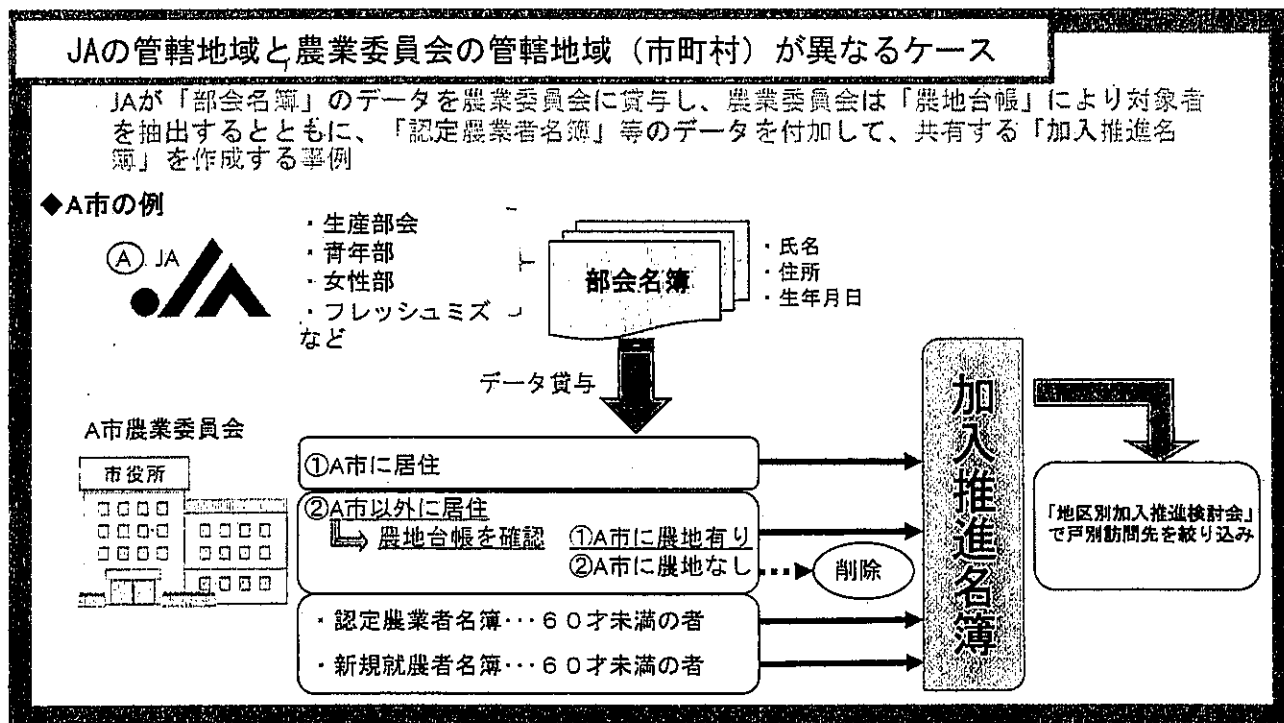 JAの管轄地域と農業委員会の管轄地域（市町村）が異なるケース
JAが「部会名簿」のデータを農業委員会に貸与し、農業委員会は「農地台帳」により対象者
を抽出するとともに、「認定農業者名簿」等のデータを付加して、共有する「加入推進名
簿」を作成する事例
◆A市の例
Ⓐ JA
・生産部会
・青年部
・女性部
・フレッシュミズ
など
部会名簿
・氏名
・住所
・生年月日
データ貸与
A市農業委員会
市役所
①A市に居住
②A市以外に居住
農地台帳を確認 ①A市に農地有り
②A市に農地なし
削除
・認定農業者名簿･･･６０才未満の者
・新規就農者名簿･･･６０才未満の者
加入推進名簿
「地区別加入推進検討会」
で戸別訪問先を絞り込み